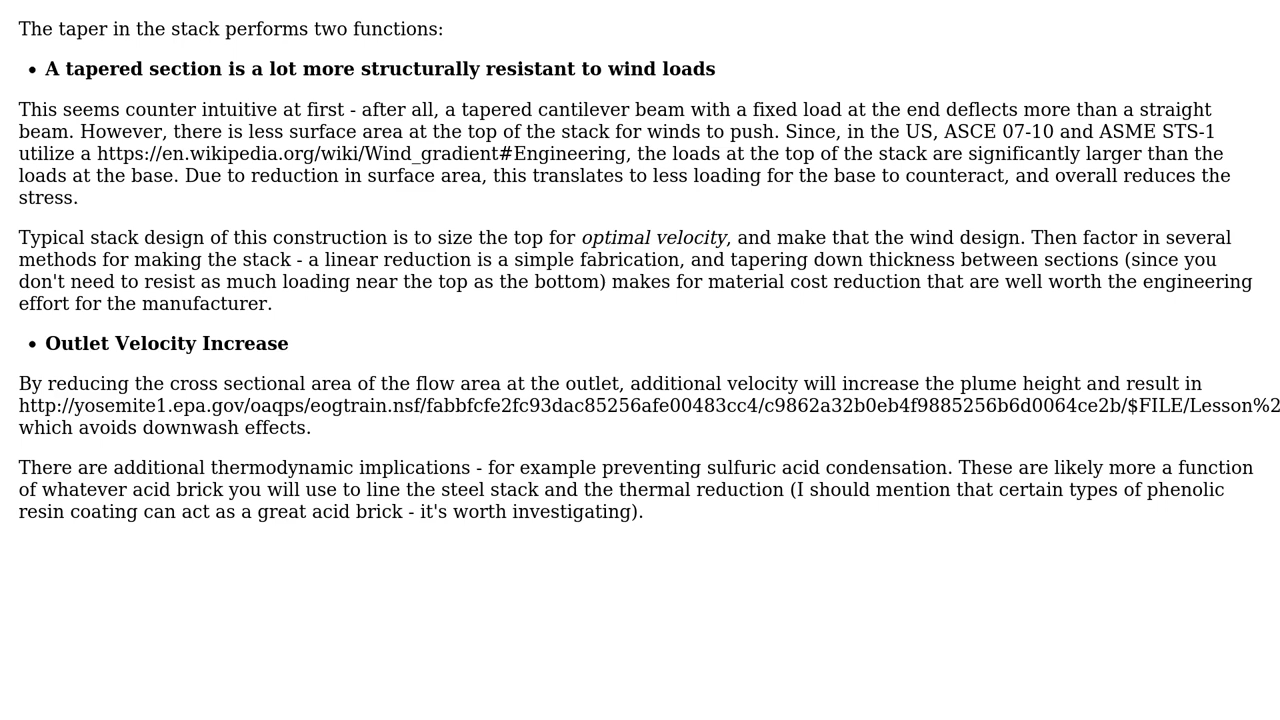 The taper in the stack performs two functions:
• A tapered section is a lot more structurally resistant to wind loads
This seems counter intuitive at first - after all, a tapered cantilever beam with a fixed load at the end deflects more than a straight
beam. However, there is less surface area at the top of the stack for winds to push. Since, in the US, ASCE 07-10 and ASME STS-1
utilize a https://en.wikipedia.org/wiki/Wind_gradient#Engineering, the loads at the top of the stack are significantly larger than the
loads at the base. Due to reduction in surface area, this translates to less loading for the base to counteract, and overall reduces the
stress.
Typical stack design of this construction is to size the top for optimal velocity, and make that the wind design. Then factor in several
methods for making the stack - a linear reduction is a simple fabrication, and tapering down thickness between sections (since you
don't need to resist as much loading near the top as the bottom) makes for material cost reduction that are well worth the engineering
effort for the manufacturer.
• Outlet Velocity Increase
By reducing the cross sectional area of the flow area at the outlet, additional velocity will increase the plume height and result in
http://yosemite1.epa.gov/oaqps/eogtrain.nsf/fabbfcfe2fc93dac85256afe00483cc4/c9862a32b0eb4f9885256b6d0064ce2b/$FILE/Lesson%2
which avoids downwash effects.
There are additional thermodynamic implications - for example preventing sulfuric acid condensation. These are likely more a function
of whatever acid brick you will use to line the steel stack and the thermal reduction (I should mention that certain types of phenolic
resin coating can act as a great acid brick - it's worth investigating).